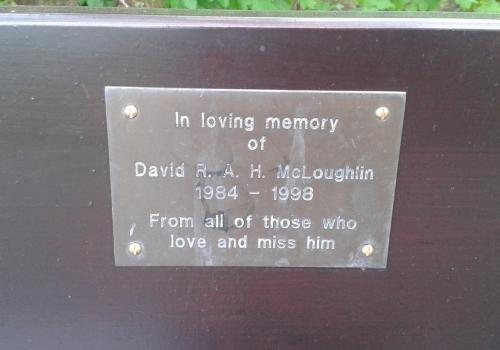 In loving memory
of
David R. A. H. McLoughlin
1984 - 1998
From all of those who
love and miss him